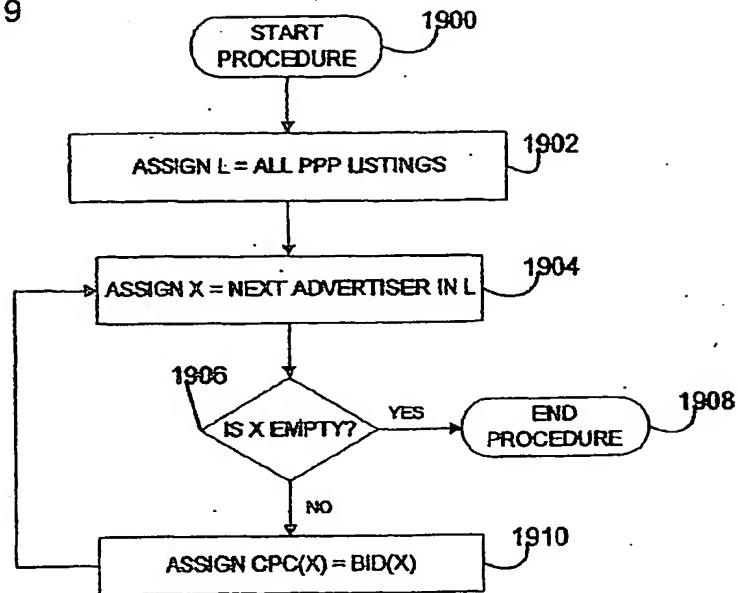 9
START
PROCEDURE
1900
ASSIGN L = ALL PPP LISTINGS
1902
ASSIGN X = NEXT ADVERTISER IN L
1904
1906
IS X EMPTY?
YES
END
PROCEDURE
1908
NO
ASSIGN CPC(X) = BID(X)
1910